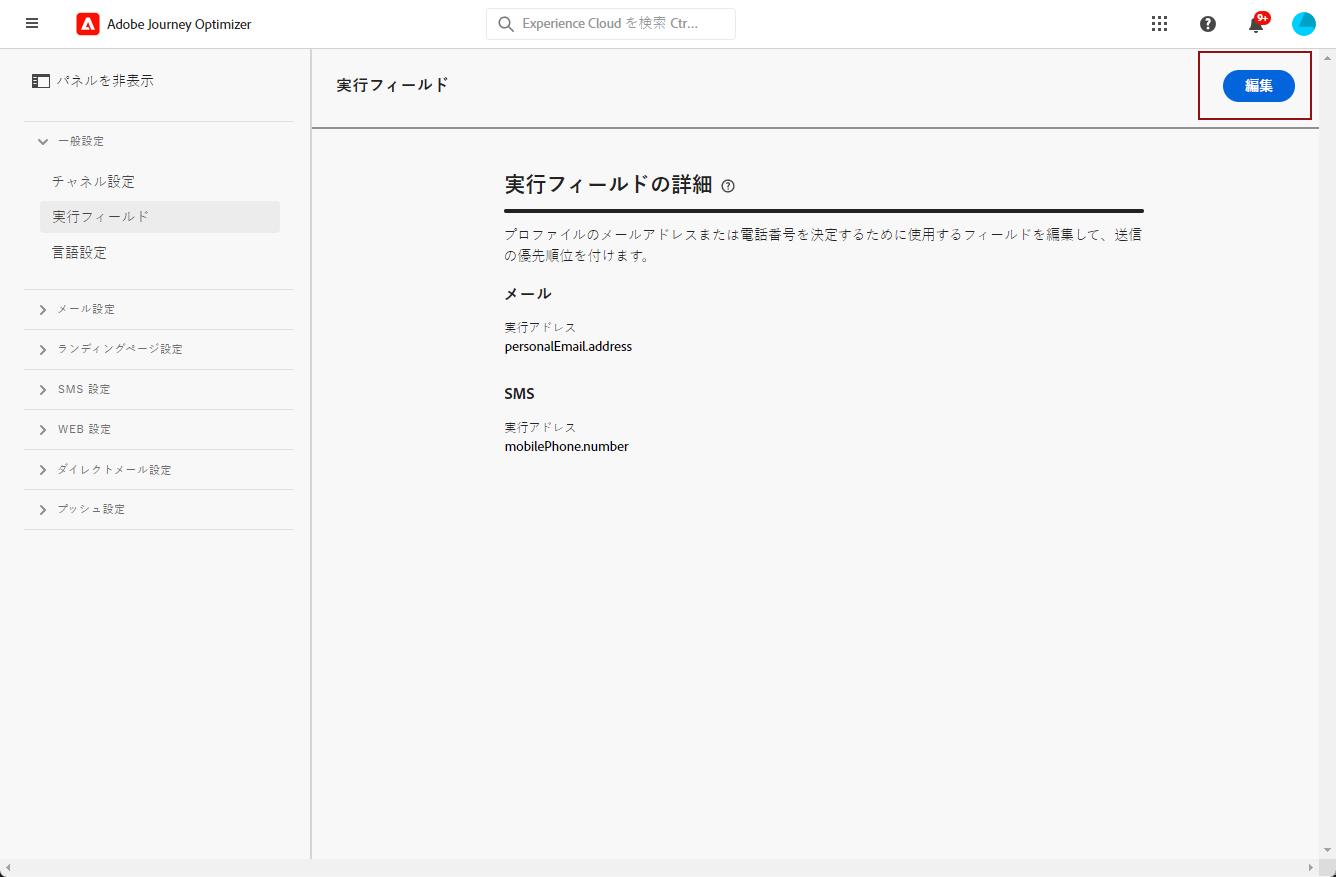 Adobe Journey Optimizer
Experience Cloud を検索 Ctr...
9+
パネルを非表示
一般設定
チャネル設定
実行フィールド
言語設定
メール設定
ランディングページ設定
SMS 設定
WEB 設定
ダイレクトメール設定
プッシュ設定
実行フィールド
編集
実行フィールドの詳細
プロファイルのメールアドレスまたは電話番号を決定するために使用するフィールドを編集して、送信
の優先順位を付けます。
メール
実行アドレス
personalEmail.address
SMS
実行アドレス
mobilePhone.number